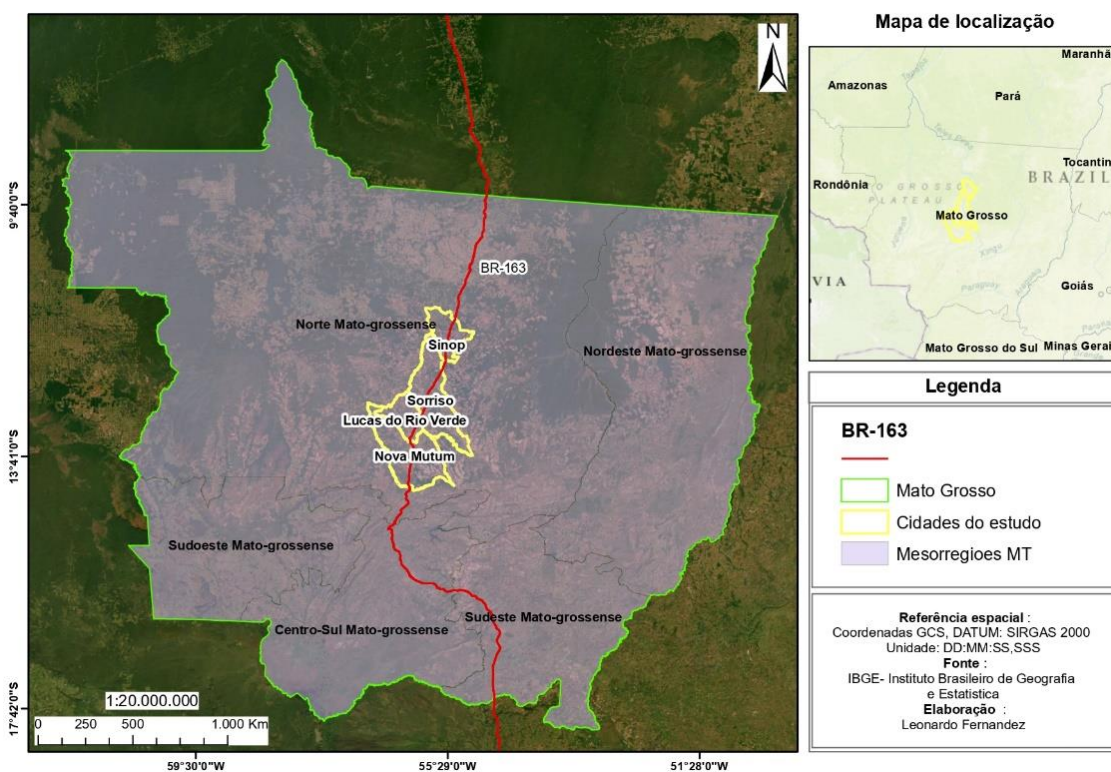 N
9°40'0"S
13°41'0"S
17°42'0"S
BR-163
Norte Mato-grossense
Sinop
Nordeste Mato-grossense
Sorriso
Lucas do Rio Verde
Nova Mutum
Sudoeste Mato-grossense
Sudeste Mato-grossense
Centro-Sul Mato-grossense
1:20.000.000
0 250 500 1.000 Km
59°30'0"W 55°29'0"W 51°28'0"W
Mapa de localização
Maranhã
Amazonas
Pará
Tocantin
BRAZIL
Rondônia
O GROSSO
PLATEAU
Mato Grosso
Xingu
VIA
Paraguay
Goiás
Mato Grosso do Sul Minas Gerai
Legenda
BR-163
Mato Grosso
Cidades do estudo
Mesorregioes MT
Referência espacial :
Coordenadas GCS, DATUM: SIRGAS 2000
Unidade: DD:MM:SS,SSS
Fonte :
IBGE- Instituto Brasileiro de Geografia
e Estatistica
Elaboração :
Leonardo Fernandez